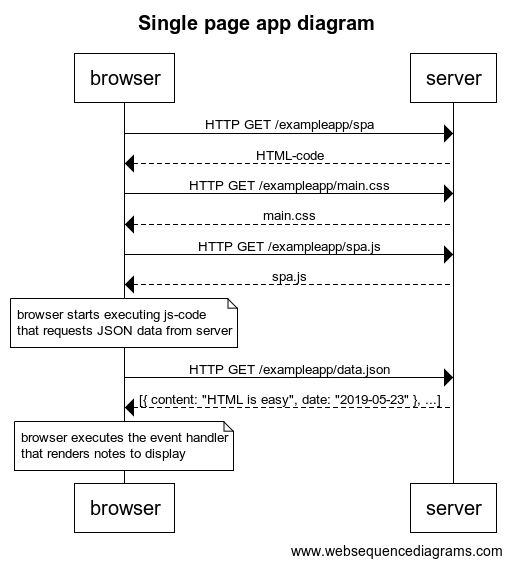 Single page app diagram
browser
server
HTTP GET /exampleapp/spa
HTML-code
HTTP GET /exampleapp/main.css
main.css
HTTP GET /exampleapp/spa.js
spa.js
browser starts executing js-code
that requests JSON data from server
HTTP GET /exampleapp/data.json
[{ content: "HTML is easy", date: "2019-05-23" }, ...]
browser executes the event handler
that renders notes to display
browser
server
www.websequencediagrams.com